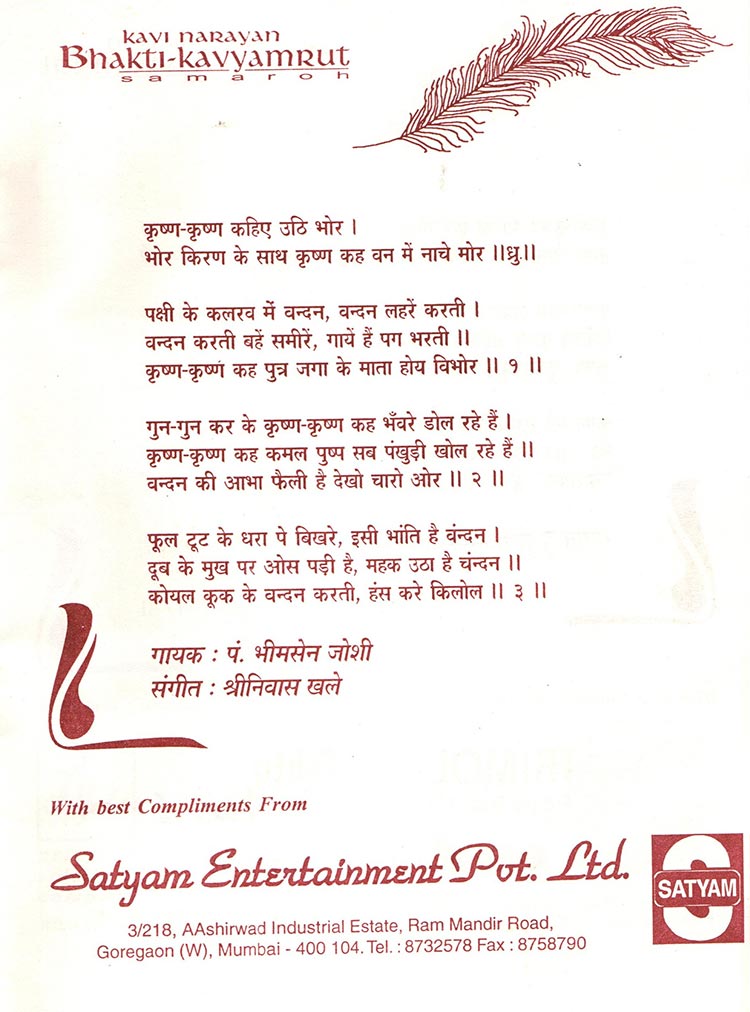 KAVI NARAYAN
Bhakti-kavyamrut
samaroh
कृष्ण-कृष्ण कहिए उठि भोर ।
भोर किरण के साथ कृष्ण कह वन में नाचे मोर ।।ध्रु.।।
पक्षी के कलरव में वन्दन, वन्दन लहरें करती ।
वन्दन करती बहें समीरें, गायें हैं पग भरती ।।
कृष्ण-कृष्ण कह पुत्र जगा के माता होय विभोर ।। १ ।।
गुन-गुन कर के कृष्ण-कृष्ण कह भँवरे डोल रहे हैं ।
कृष्ण-कृष्ण कह कमल पुष्प सब पंखुड़ी खोल रहे हैं ।।
वन्दन की आभा फैली है देखो चारो ओर ।। २ ।।
फूल टूट के धरा पे बिखरे, इसी भांति है वंन्दन ।
दूब के मुख पर ओस पड़ी है, महक उठा है चंन्दन ।।
कोयल कूक के वन्दन करती, हंस करे किलोल ।। ३ ।।
गायक : पं. भीमसेन जोशी
संगीत : श्रीनिवास खले
With best Compliments From
Satyam Entertainment Pvt. Ltd.
SATYAM
3/218, AAshirwad Industrial Estate, Ram Mandir Road,
Goregaon (W), Mumbai - 400 104. Tel. : 8732578 Fax : 8758790